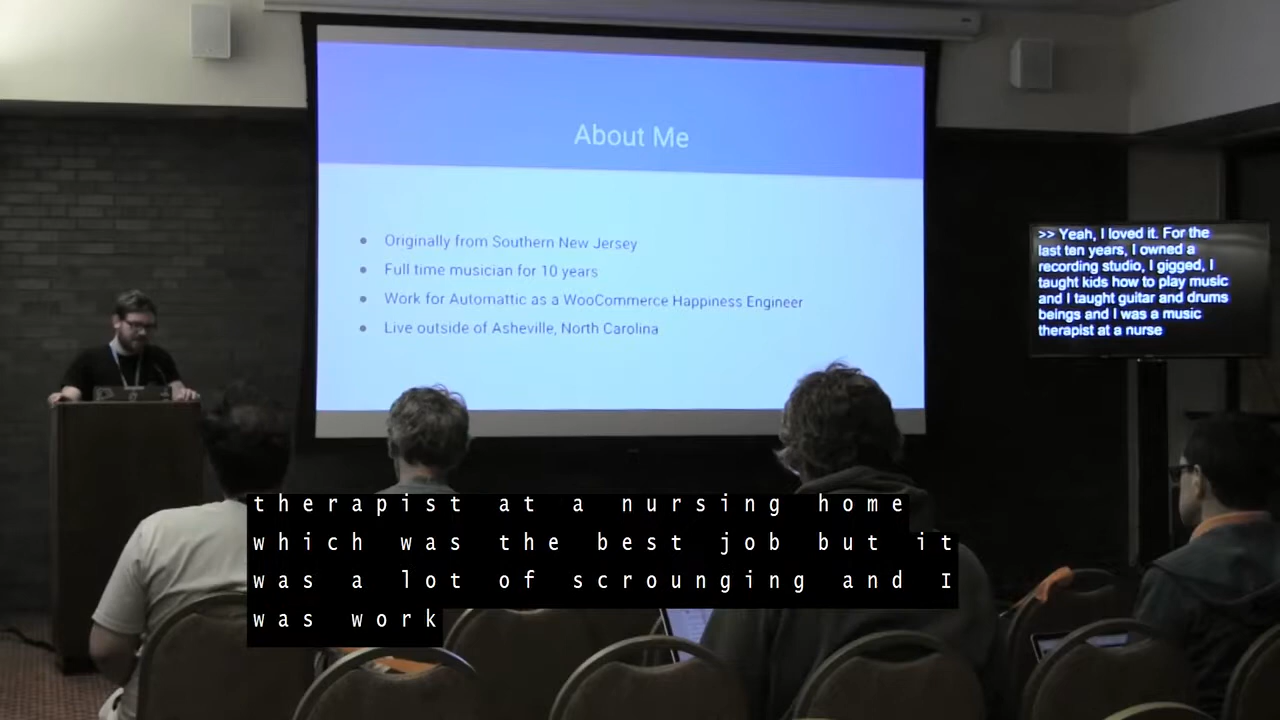 About Me
Originally from Southern New Jersey
Full time musician for 10 years
Work for Automattic as a WooCommerce Happiness Engineer
Live outside of Asheville, North Carolina
>> Yeah, I loved it. For the
last ten years, I owned a
recording studio, I gigged, I
taught kids how to play music
and I taught guitar and drums
beings and I was a music
therapist at a nurse
therapist at a nursing home
which was the best job but it
was a lot of scrounging and I
was work